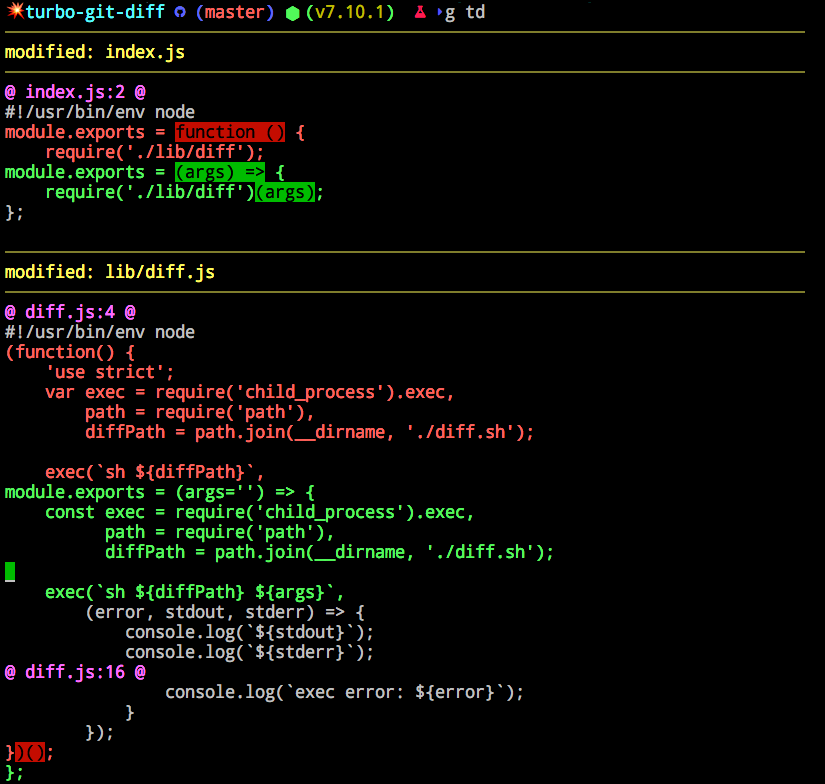 turbo-git-diff (master) (v7.10.1) g td
modified: index.js
@ index.js:2 @
#!/usr/bin/env node
module.exports = function () {
    require('./lib/diff');
module.exports = (args) => {
    require('./lib/diff')(args);
};
modified: lib/diff.js
@ diff.js:4 @
#!/usr/bin/env node
(function() {
    'use strict';
    var exec = require('child_process').exec,
        path = require('path'),
        diffPath = path.join(__dirname, './diff.sh');
    exec(`sh ${diffPath}`,
module.exports = (args='') => {
    const exec = require('child_process').exec,
          path = require('path'),
          diffPath = path.join(__dirname, './diff.sh');
    exec(`sh ${diffPath} ${args}`,
        (error, stdout, stderr) => {
            console.log(`${stdout}`);
            console.log(`${stderr}`);
@ diff.js:16 @
                console.log(`exec error: ${error}`);
            }
        });
})();
};